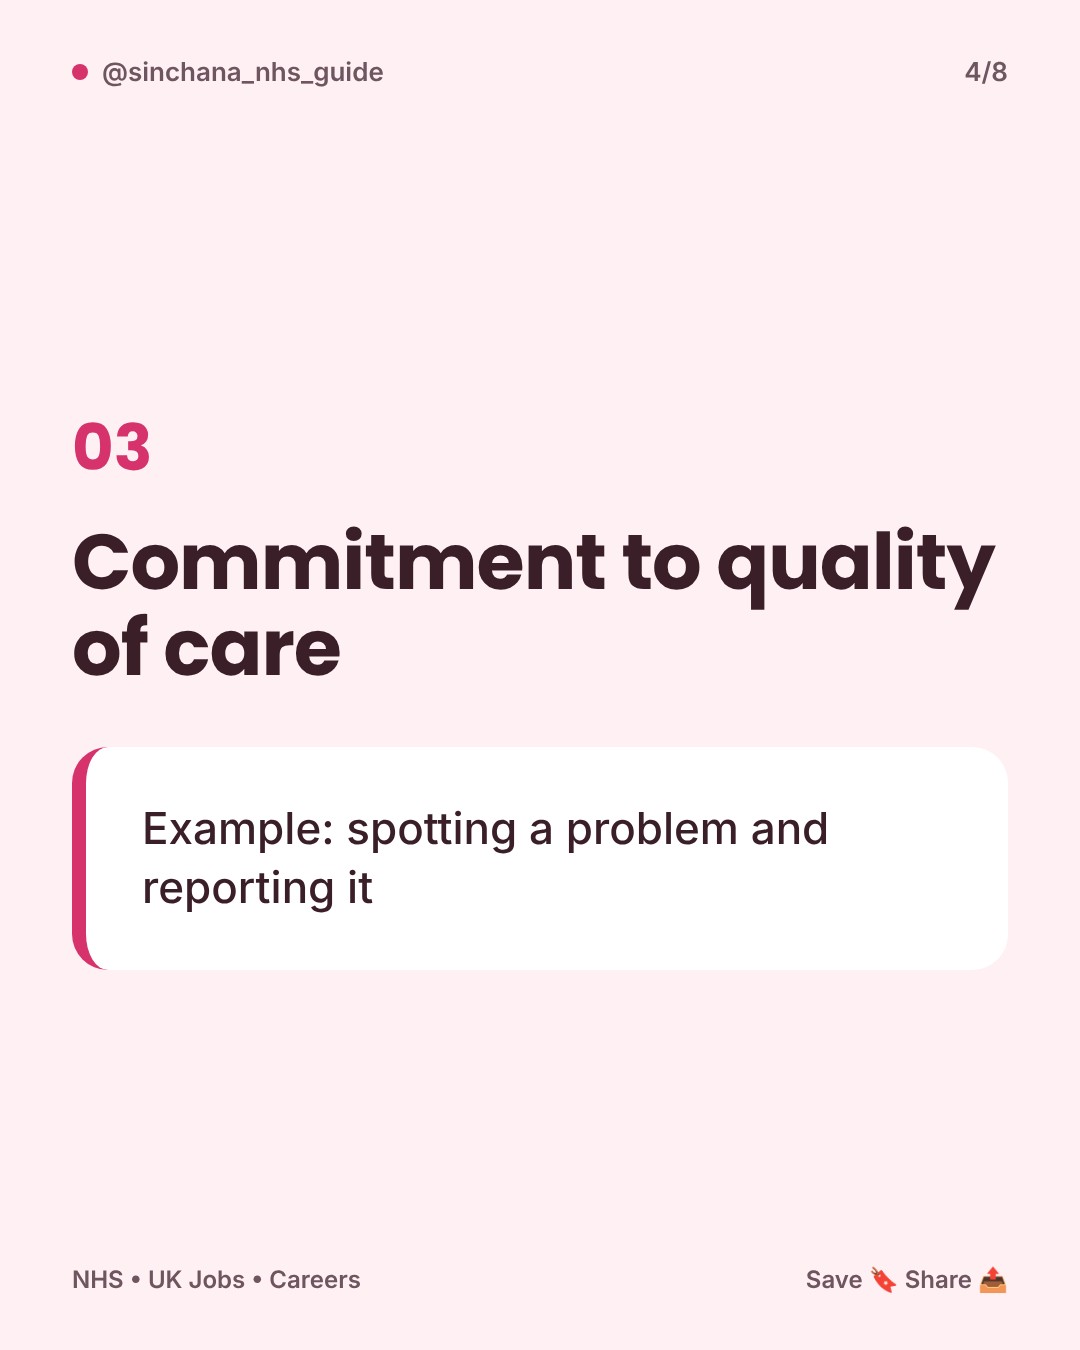 @sinchana_nhs_guide
4/8
03
Commitment to quality
of care
Example: spotting a problem and
reporting it
NHS • UK Jobs • Careers
Save 🔖 Share 📤